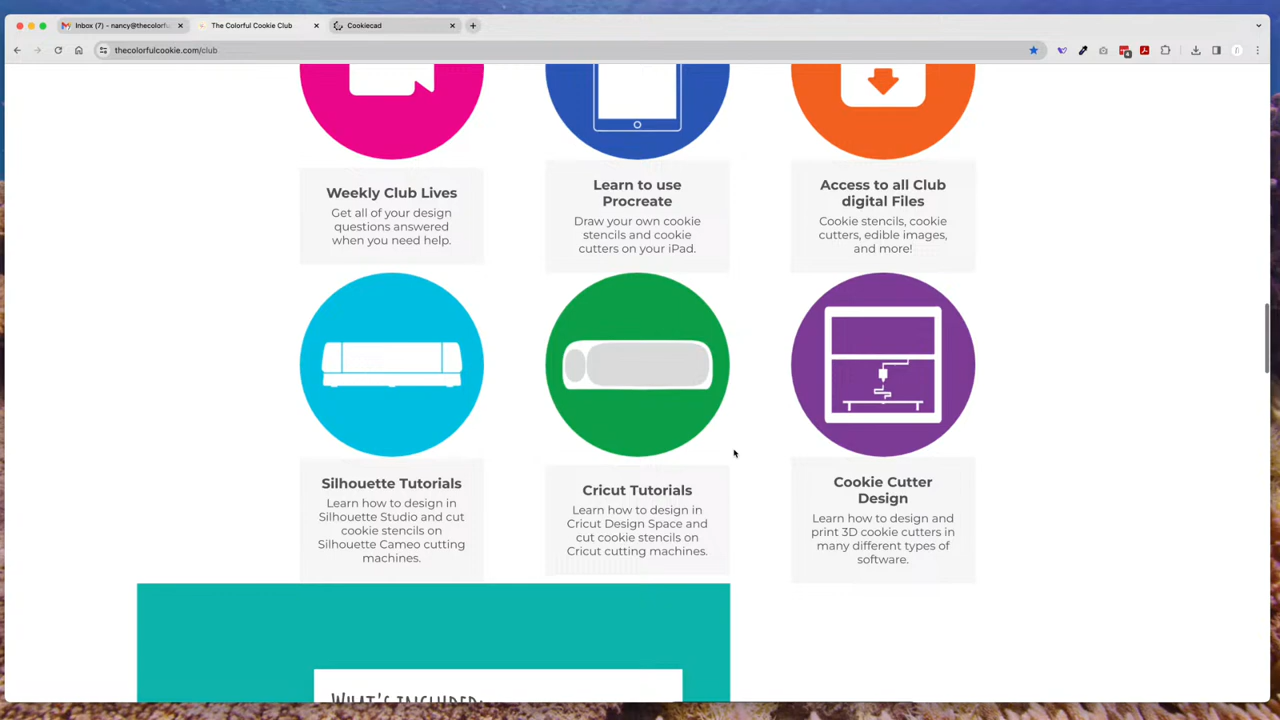 Inbox (7) - nancy@thecolorfu
The Colorful Cookie Club
Cookiecad
thecolorfulcookie.com/club
Weekly Club Lives
Get all of your design
questions answered
when you need help.
Learn to use
Procreate
Draw your own cookie
stencils and cookie
cutters on your iPad.
Access to all Club
digital Files
Cookie stencils, cookie
cutters, edible images,
and more!
Silhouette Tutorials
Learn how to design in
Silhouette Studio and cut
cookie stencils on
Silhouette Cameo cutting
machines.
Cricut Tutorials
Learn how to design in
Cricut Design Space and
cut cookie stencils on
Cricut cutting machines.
Cookie Cutter
Design
Learn how to design and
print 3D cookie cutters in
many different types of
software.
WHAT'S INCLUDED: